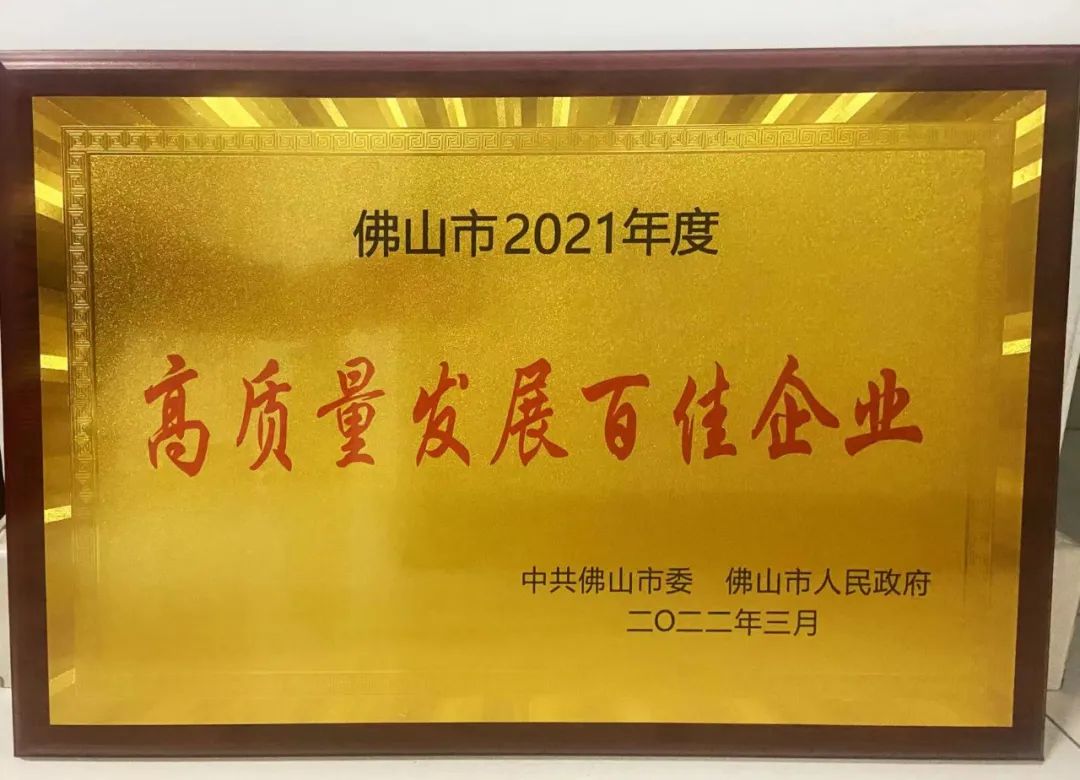 佛山市2021年度
高质量发展百佳企业
中共佛山市委 佛山市人民政府
二〇二二年三月